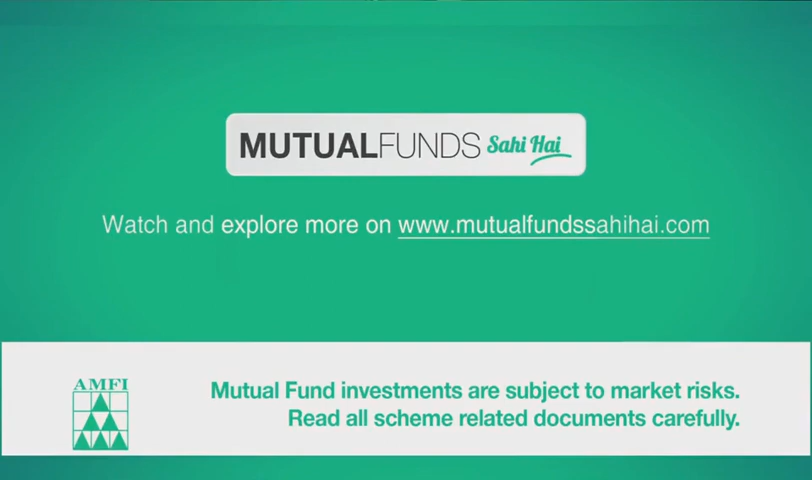 MUTUALFUNDS Sahi Hai
Watch and explore more on www.mutualfundssahihai.com
AMFI
Mutual Fund investments are subject to market risks.
Read all scheme related documents carefully.